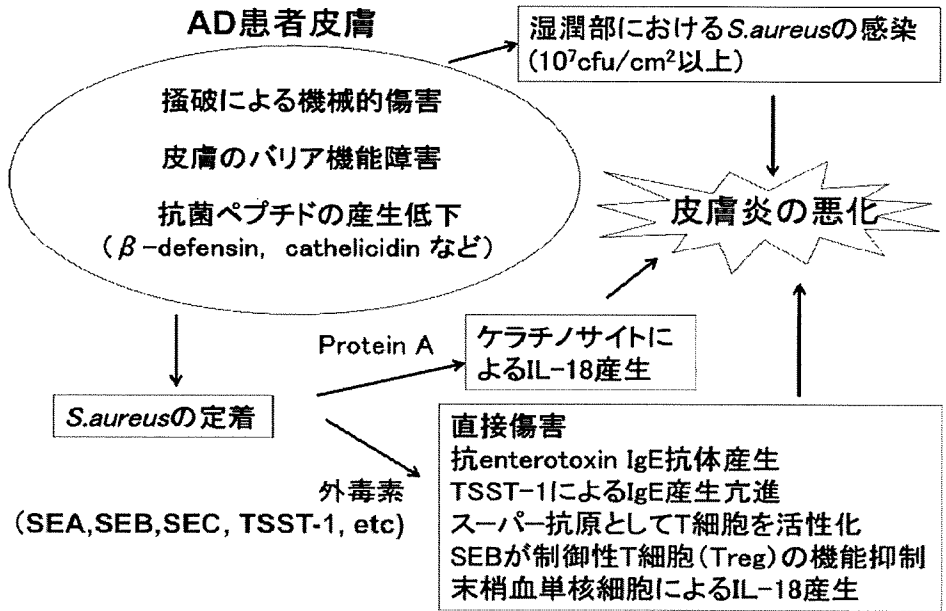 AD患者皮膚
搔破による機械的傷害
皮膚のバリア機能障害
抗菌ペプチドの産生低下
(β-defensin, cathelicidin など)
湿潤部におけるS.aureusの感染
(10⁷cfu/cm²以上)
皮膚炎の悪化
Protein A
ケラチノサイトに
よるIL-18産生
S.aureusの定着
外毒素
(SEA,SEB,SEC, TSST-1, etc)
直接傷害
抗enterotoxin IgE抗体産生
TSST-1によるIgE産生亢進
スーパー抗原としてT細胞を活性化
SEBが制御性T細胞(Treg)の機能抑制
末梢血単核細胞によるIL-18産生